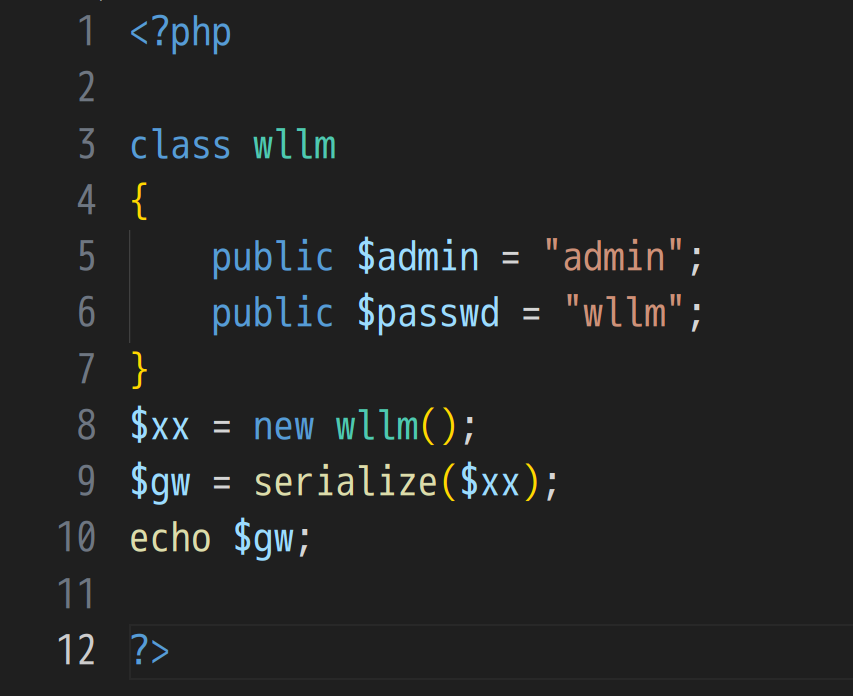 1 <?php
2
3 class wllm
4 {
5     public $admin = "admin";
6     public $passwd = "wllm";
7 }
8 $xx = new wllm();
9 $gw = serialize($xx);
10 echo $gw;
11
12 ?>